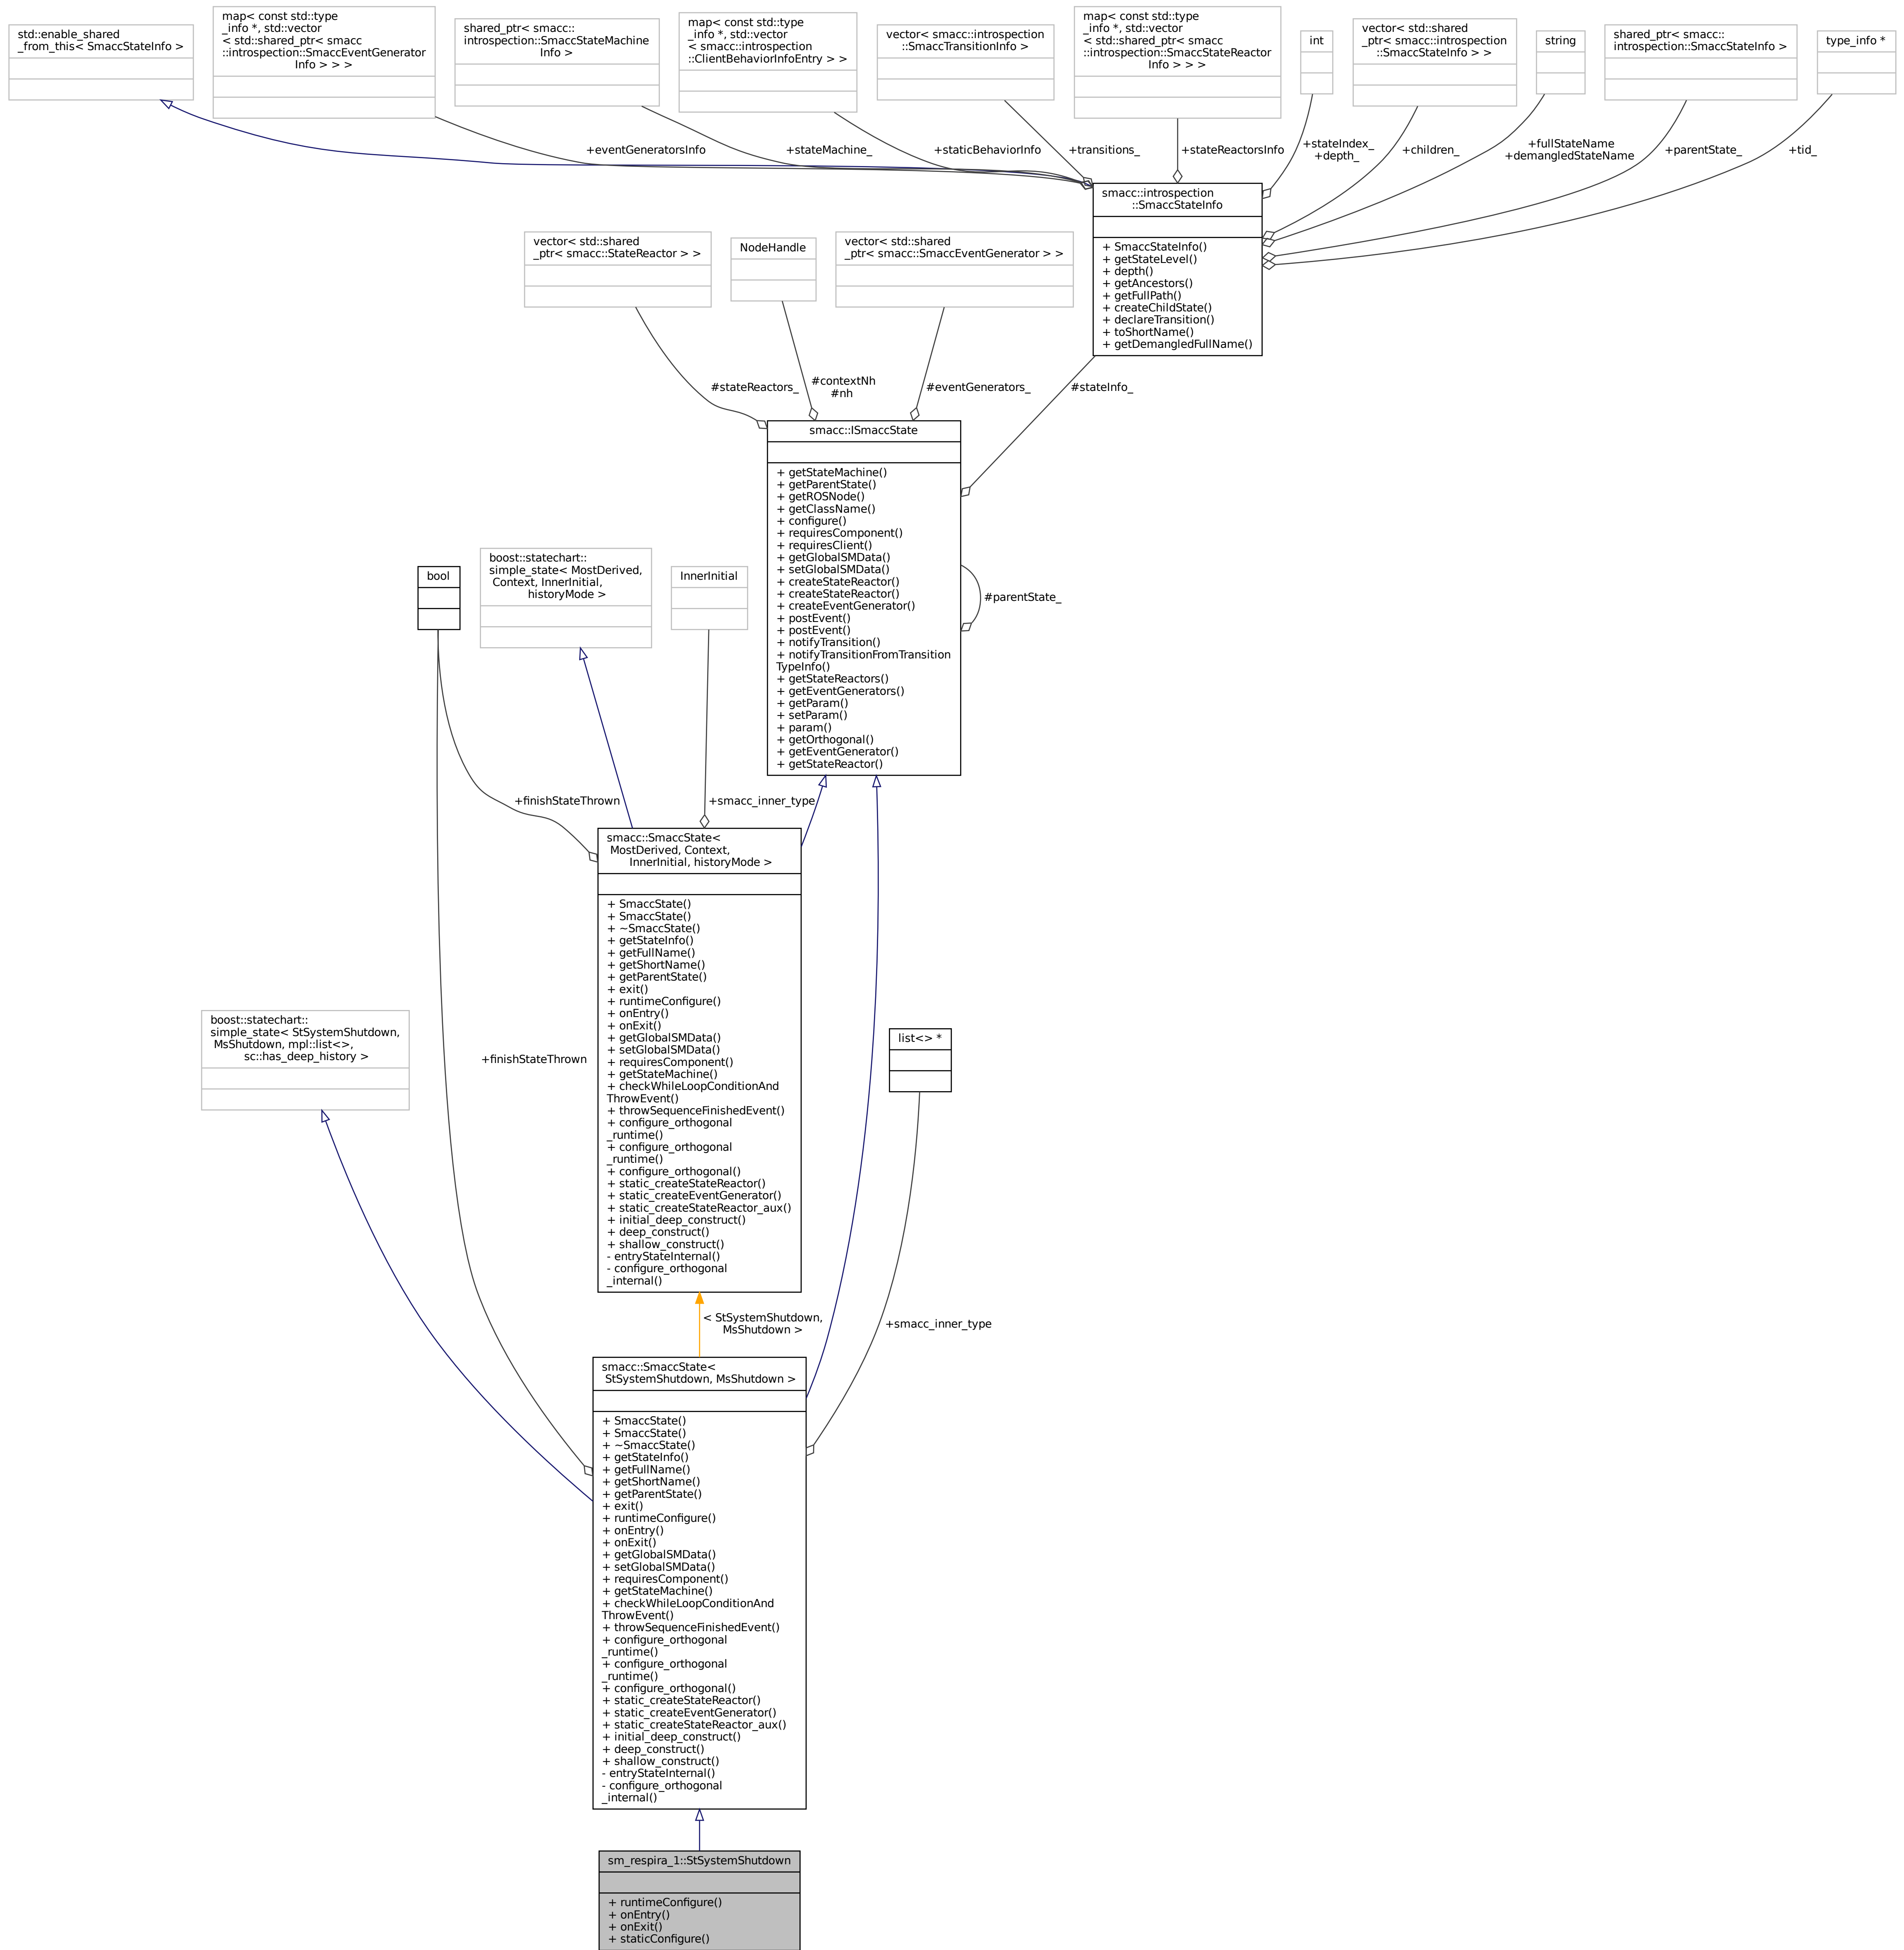 std::enable_shared
_from_this< SmaccStateInfo >
map< const std::type
_info *, std::vector
< std::shared_ptr< smacc
::introspection::SmaccEventGenerator
Info > > >
shared_ptr< smacc::
introspection::SmaccStateMachine
Info >
map< const std::type
_info *, std::vector
< smacc::introspection
::ClientBehaviorInfoEntry > >
vector< smacc::introspection
::SmaccTransitionInfo >
map< const std::type
_info *, std::vector
< std::shared_ptr< smacc
::introspection::SmaccStateReactor
Info > > >
int
vector< std::shared
_ptr< smacc::introspection
::SmaccStateInfo > >
string
shared_ptr< smacc::
introspection::SmaccStateInfo >
type_info *
+eventGeneratorsInfo
+stateMachine_
+staticBehaviorInfo
+transitions_
+stateReactorsInfo
+stateIndex_
+depth_
+children_
+fullStateName
+demangledStateName
+parentState_
+tid_
smacc::introspection
::SmaccStateInfo
+ SmaccStateInfo()
+ getStateLevel()
+ depth()
+ getAncestors()
+ getFullPath()
+ createChildState()
+ declareTransition()
+ toShortName()
+ getDemangledFullName()
vector< std::shared
_ptr< smacc::StateReactor > >
NodeHandle
vector< std::shared
_ptr< smacc::SmaccEventGenerator > >
#stateReactors_
#contextNh
#nh
#eventGenerators_
#stateInfo_
smacc::ISmaccState
+ getStateMachine()
+ getParentState()
+ getROSNode()
+ getClassName()
+ configure()
+ requiresComponent()
+ requiresClient()
+ getGlobalSMData()
+ setGlobalSMData()
+ createStateReactor()
+ createStateReactor()
+ createEventGenerator()
+ postEvent()
+ postEvent()
+ notifyTransition()
+ notifyTransitionFromTransition
TypeInfo()
+ getStateReactors()
+ getEventGenerators()
+ getParam()
+ setParam()
+ param()
+ getOrthogonal()
+ getEventGenerator()
+ getStateReactor()
#parentState_
bool
boost::statechart::
simple_state< MostDerived,
Context, InnerInitial,
historyMode >
InnerInitial
+finishStateThrown
+smacc_inner_type
smacc::SmaccState<
MostDerived, Context,
InnerInitial, historyMode >
+ SmaccState()
+ SmaccState()
+ ~SmaccState()
+ getStateInfo()
+ getFullName()
+ getShortName()
+ getParentState()
+ exit()
+ runtimeConfigure()
+ onEntry()
+ onExit()
+ getGlobalSMData()
+ setGlobalSMData()
+ requiresComponent()
+ getStateMachine()
+ checkWhileLoopConditionAnd
ThrowEvent()
+ throwSequenceFinishedEvent()
+ configure_orthogonal
_runtime()
+ configure_orthogonal
_runtime()
+ configure_orthogonal()
+ static_createStateReactor()
+ static_createEventGenerator()
+ static_createStateReactor_aux()
+ initial_deep_construct()
+ deep_construct()
+ shallow_construct()
- entryStateInternal()
- configure_orthogonal
_internal()
boost::statechart::
simple_state< StSystemShutdown,
MsShutdown, mpl::list<>,
sc::has_deep_history >
+finishStateThrown
list<> *
< StSystemShutdown,
MsShutdown >
+smacc_inner_type
smacc::SmaccState<
StSystemShutdown, MsShutdown >
+ SmaccState()
+ SmaccState()
+ ~SmaccState()
+ getStateInfo()
+ getFullName()
+ getShortName()
+ getParentState()
+ exit()
+ runtimeConfigure()
+ onEntry()
+ onExit()
+ getGlobalSMData()
+ setGlobalSMData()
+ requiresComponent()
+ getStateMachine()
+ checkWhileLoopConditionAnd
ThrowEvent()
+ throwSequenceFinishedEvent()
+ configure_orthogonal
_runtime()
+ configure_orthogonal
_runtime()
+ configure_orthogonal()
+ static_createStateReactor()
+ static_createEventGenerator()
+ static_createStateReactor_aux()
+ initial_deep_construct()
+ deep_construct()
+ shallow_construct()
- entryStateInternal()
- configure_orthogonal
_internal()
sm_respira_1::StSystemShutdown
+ runtimeConfigure()
+ onEntry()
+ onExit()
+ staticConfigure()